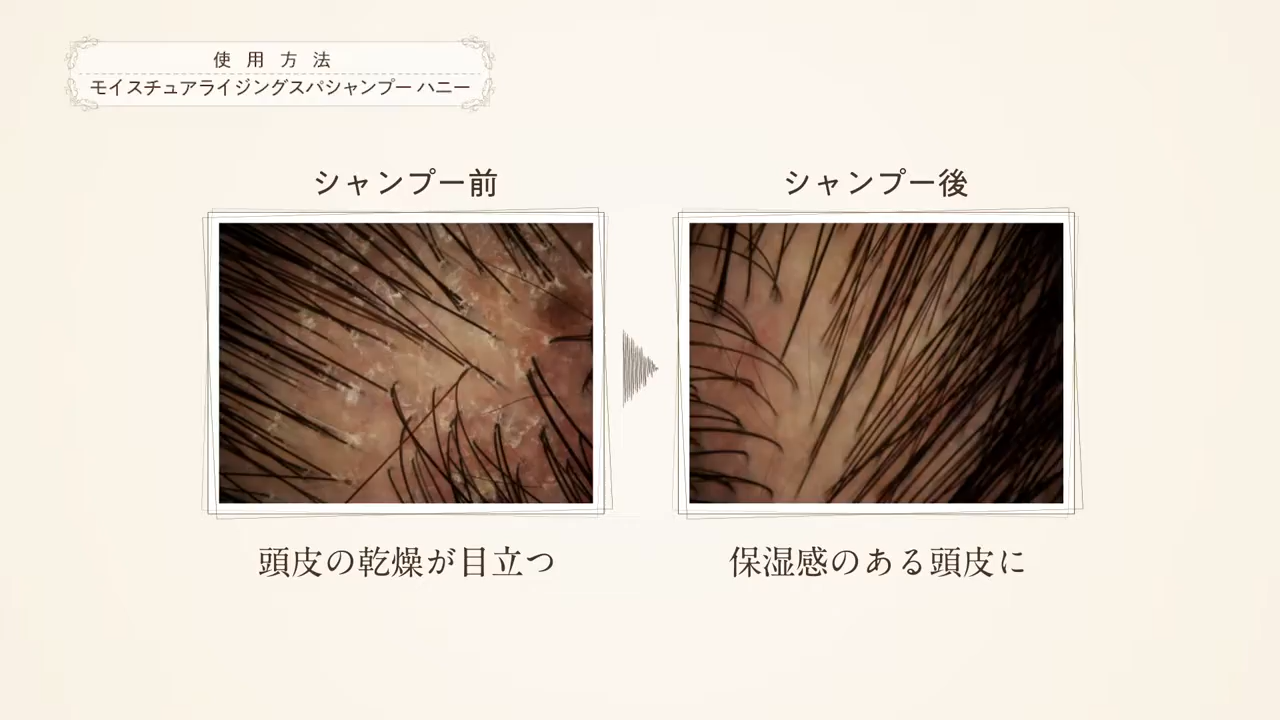 使用方法
モイスチュアライジングスパシャンプー ハニー
シャンプー前
シャンプー後
頭皮の乾燥が目立つ
保湿感のある頭皮に